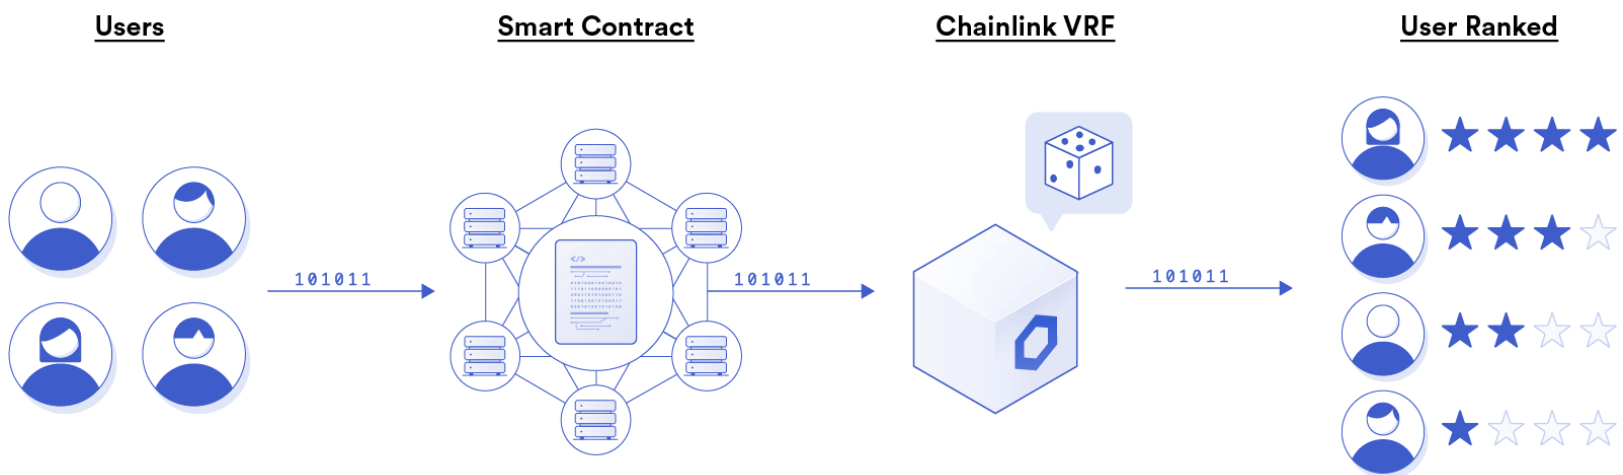 Users
Smart Contract
Chainlink VRF
User Ranked
101011
</>
101011
101011